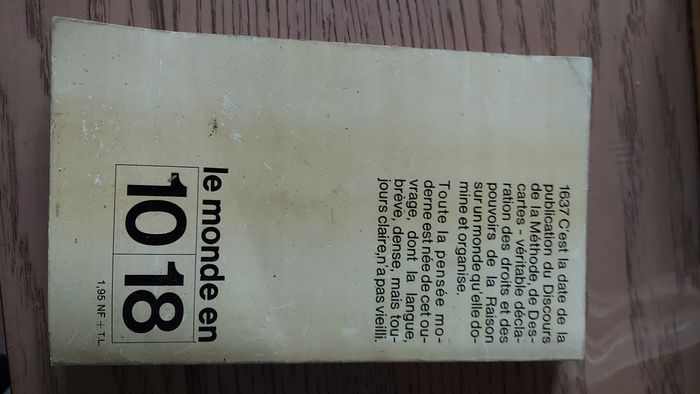 1637 C'est la date de la
publication du Discours
de la Méthode, de Des-
cartes - véritable décla-
ration des droits et des
pouvoirs de la Raison
sur un monde qu'elle do-
mine et organise.
Toute la pensée mo-
derne est née de cet ou-
vrage, dont la langue,
brève, dense, mais tou-
jours claire, n'a pas vieilli.
le monde en
10 18
1,95 NF + T.L.